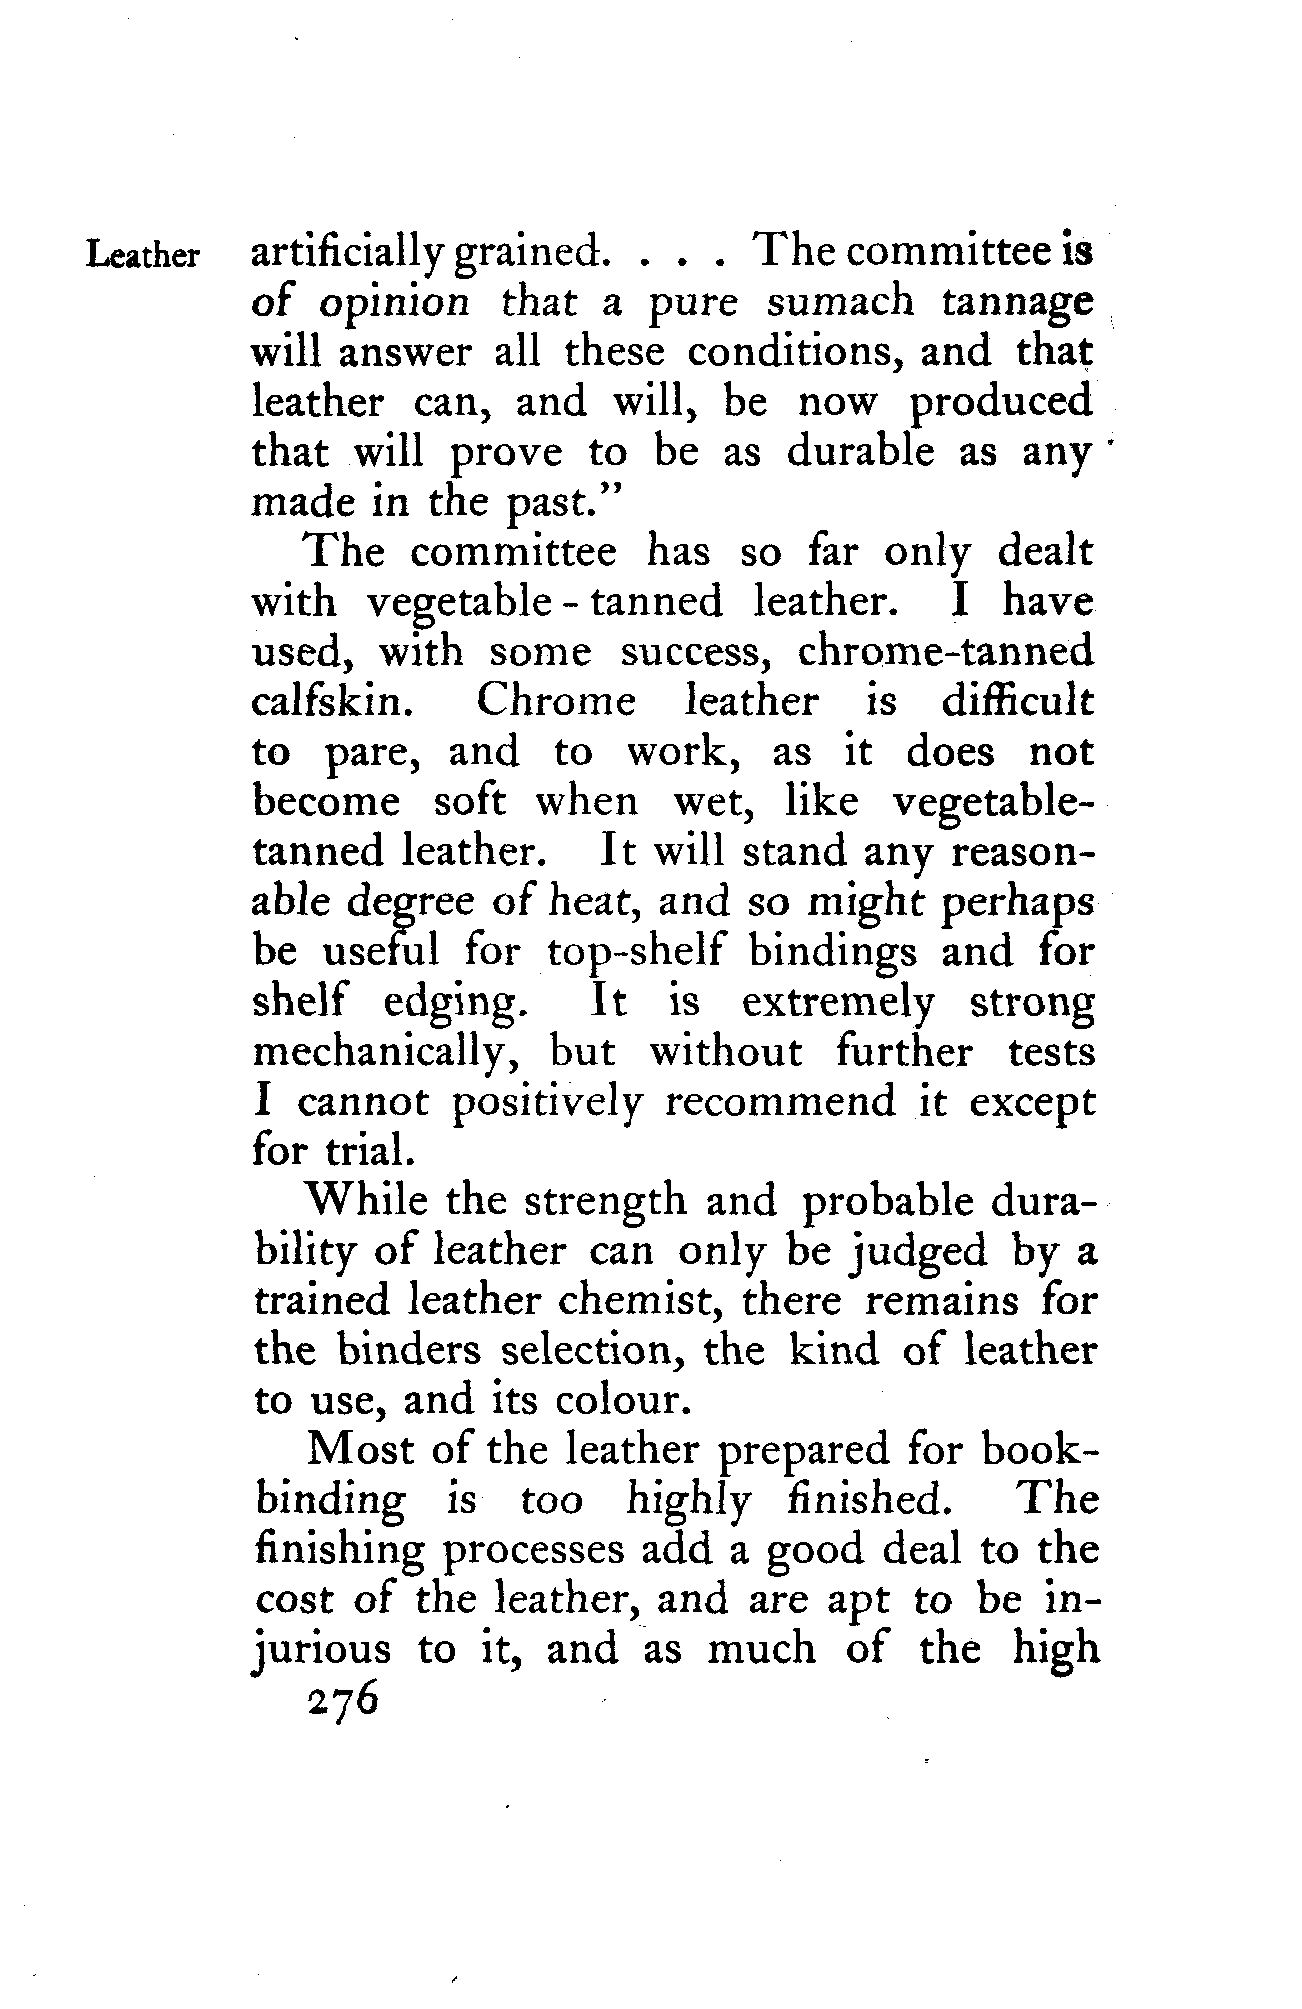 Leather
artificially grained. . . . The committee is
of opinion that a pure sumach tannage
will answer all these conditions, and that
leather can, and will, be now produced
that will prove to be as durable as any
made in the past.”
The committee has so far only dealt
with vegetable-tanned leather. I have
used, with some success, chrome-tanned
calfskin. Chrome leather is difficult
to pare, and to work, as it does not
become soft when wet, like vegetable-
tanned leather. It will stand any reason-
able degree of heat, and so might perhaps
be useful for top-shelf bindings and for
shelf edging. It is extremely strong
mechanically, but without further tests
I cannot positively recommend it except
for trial.
While the strength and probable dura-
bility of leather can only be judged by a
trained leather chemist, there remains for
the binders selection, the kind of leather
to use, and its colour.
Most of the leather prepared for book-
binding is too highly finished. The
finishing processes add a good deal to the
cost of the leather, and are apt to be in-
jurious to it, and as much of the high
276